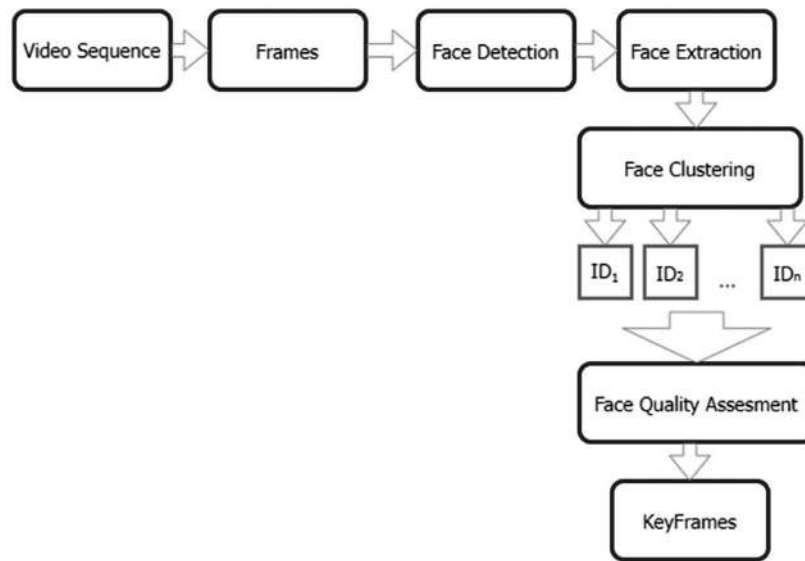 Video Sequence
Frames
Face Detection
Face Extraction
Face Clustering
ID₁
ID₂
...
IDₙ
Face Quality Assesment
KeyFrames